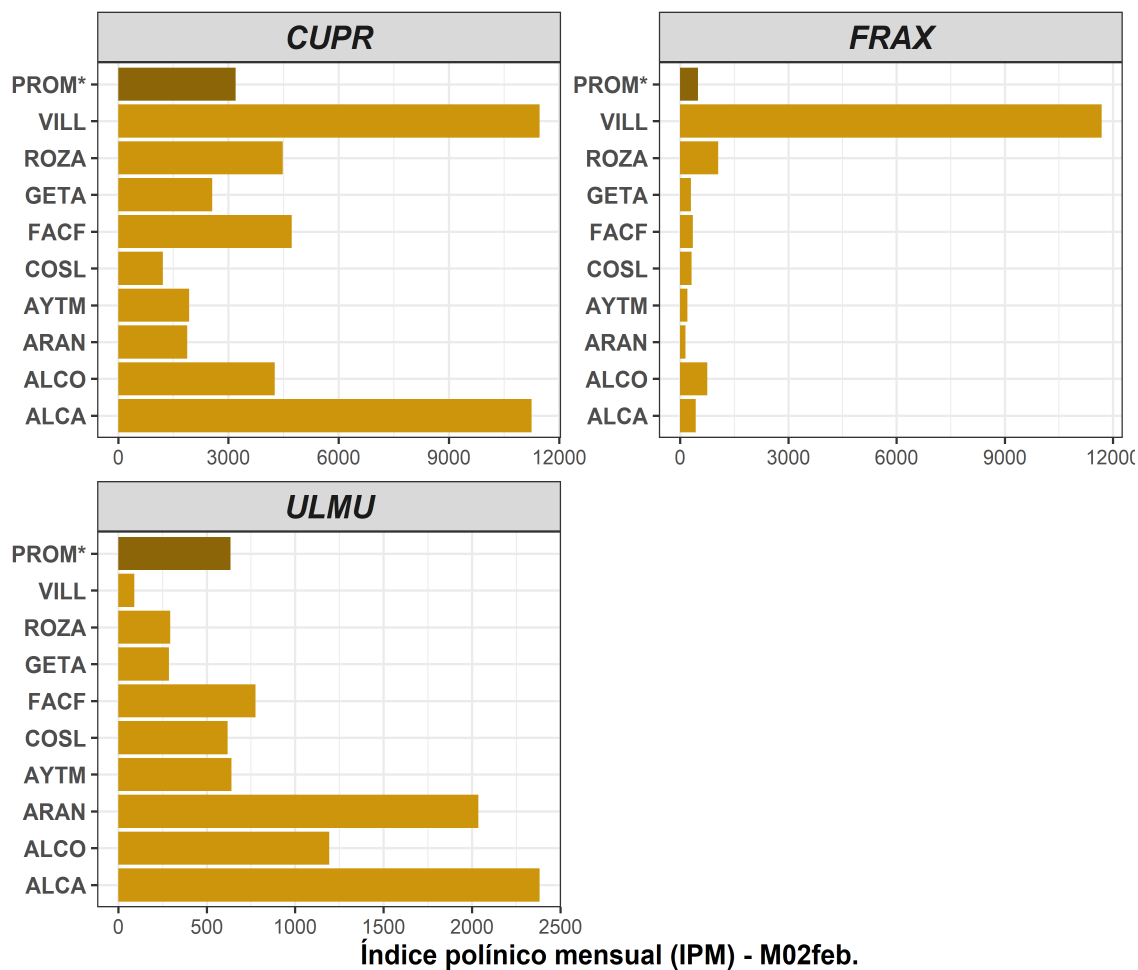 CUPR
PROM*
VILL
ROZA
GETA
FACF
COSL
AYTM
ARAN
ALCO
ALCA
0 3000 6000 9000 12000
FRAX
PROM*
VILL
ROZA
GETA
FACF
COSL
AYTM
ARAN
ALCO
ALCA
0 3000 6000 9000 12000
ULMU
PROM*
VILL
ROZA
GETA
FACF
COSL
AYTM
ARAN
ALCO
ALCA
0 500 1000 1500 2000 2500
Índice polínico mensual (IPM) - M02feb.